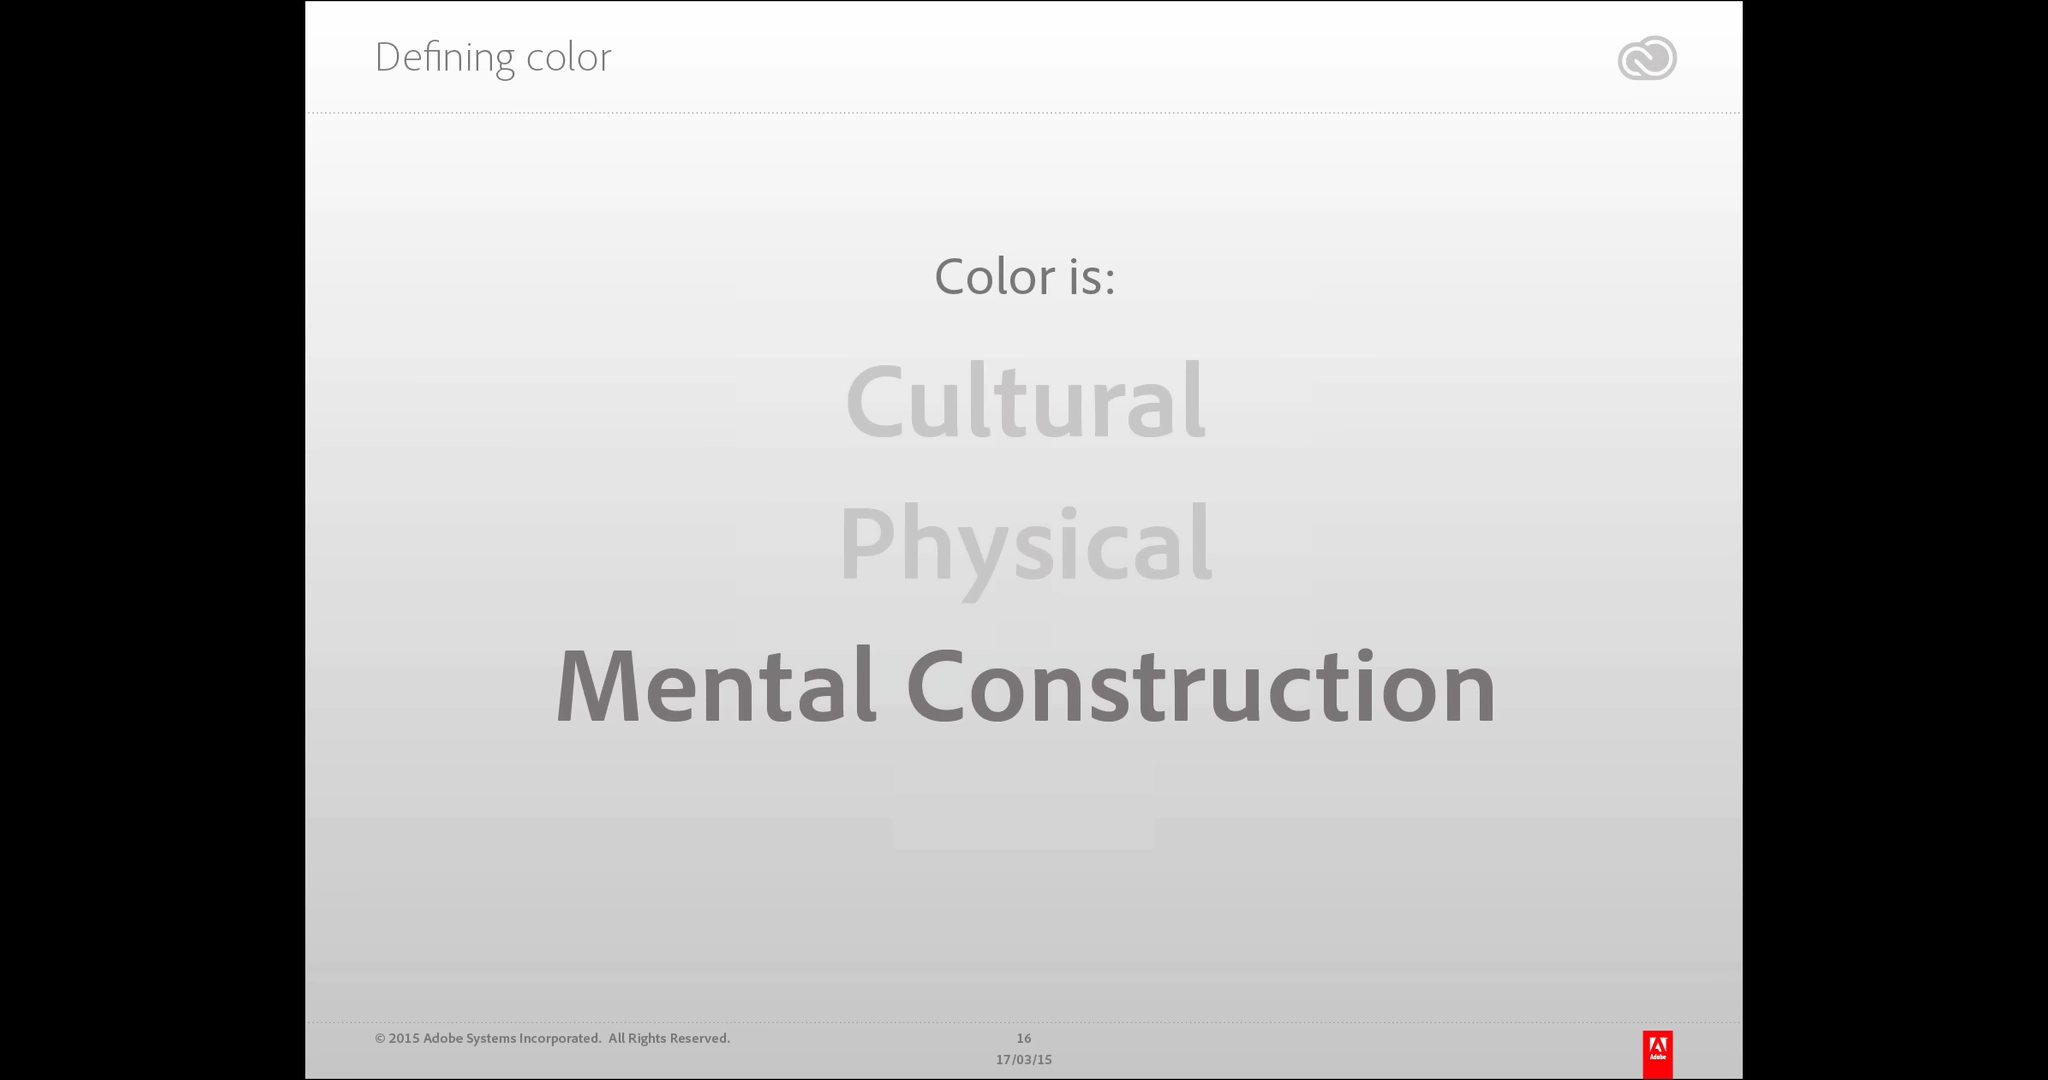 Defining color
Color is:
Cultural
Physical
Mental Construction
© 2015 Adobe Systems Incorporated. All Rights Reserved.
16
17/03/15
Adobe